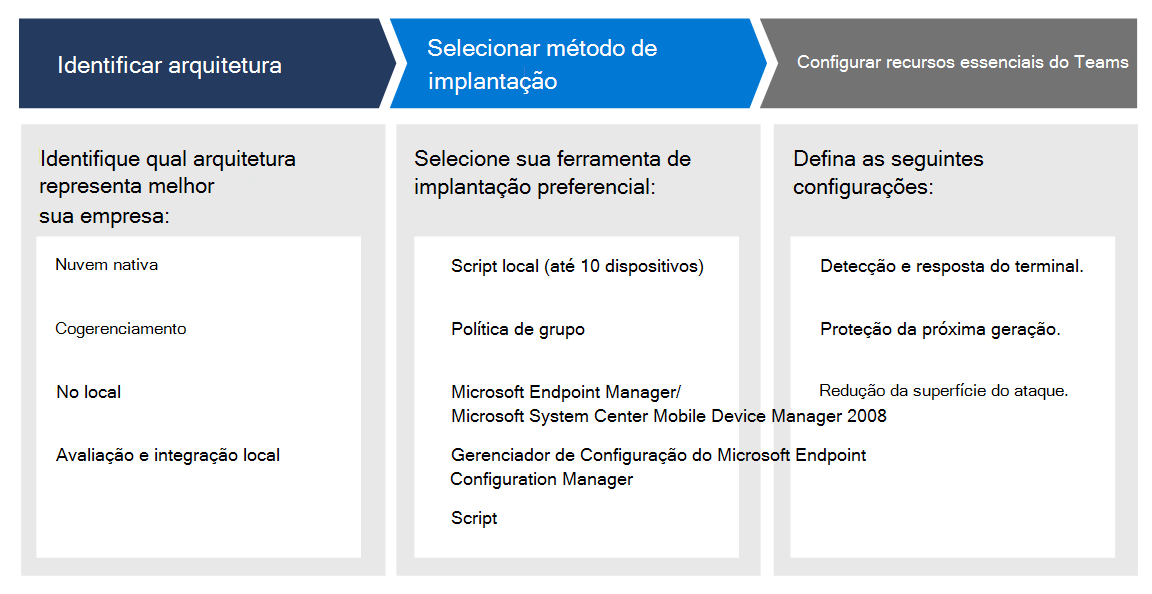 Identificar arquitetura
Selecionar método de
implantação
Configurar recursos essenciais do Teams
Identifique qual arquitetura
representa melhor
sua empresa:
Nuvem nativa
Cogerenciamento
No local
Avaliação e integração local
Selecione sua ferramenta de
implantação preferencial:
Script local (até 10 dispositivos)
Política de grupo
Microsoft Endpoint Manager/
Microsoft System Center Mobile Device Manager 2008
Gerenciador de Configuração do Microsoft Endpoint
Configuration Manager
Script
Defina as seguintes
configurações:
Detecção e resposta do terminal.
Proteção da próxima geração.
Redução da superfície do ataque.